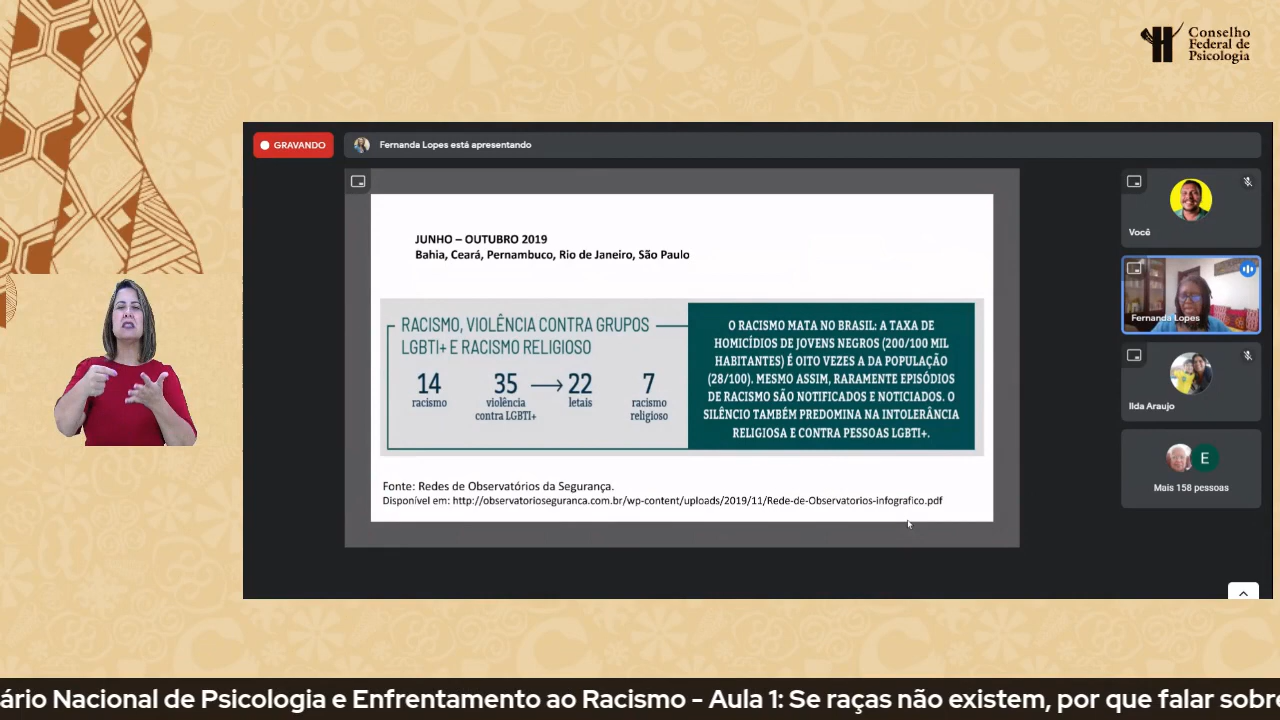 Conselho
Federal de
Psicologia
GRAVANDO
Fernanda Lopes está apresentando
JUNHO – OUTUBRO 2019
Bahia, Ceará, Pernambuco, Rio de Janeiro, São Paulo
RACISMO, VIOLÊNCIA CONTRA GRUPOS
LGBTI+ E RACISMO RELIGIOSO
14
racismo
35
violência
contra LGBTI+
22
letais
7
racismo
religioso
O RACISMO MATA NO BRASIL: A TAXA DE
HOMICÍDIOS DE JOVENS NEGROS (200/100 MIL
HABITANTES) É OITO VEZES A DA POPULAÇÃO
(28/100). MESMO ASSIM, RARAMENTE EPISÓDIOS
DE RACISMO SÃO NOTIFICADOS E NOTICIADOS. O
SILÊNCIO TAMBÉM PREDOMINA NA INTOLERÂNCIA
RELIGIOSA E CONTRA PESSOAS LGBTI+.
Fonte: Redes de Observatórios da Segurança.
Disponível em: http://observatorioseguranca.com.br/wp-content/uploads/2019/11/Rede-de-Observatorios-infografico.pdf
Você
Fernanda Lopes
Ilda Araujo
E
Mais 158 pessoas
ário Nacional de Psicologia e Enfrentamento ao Racismo - Aula 1: Se raças não existem, por que falar sobre